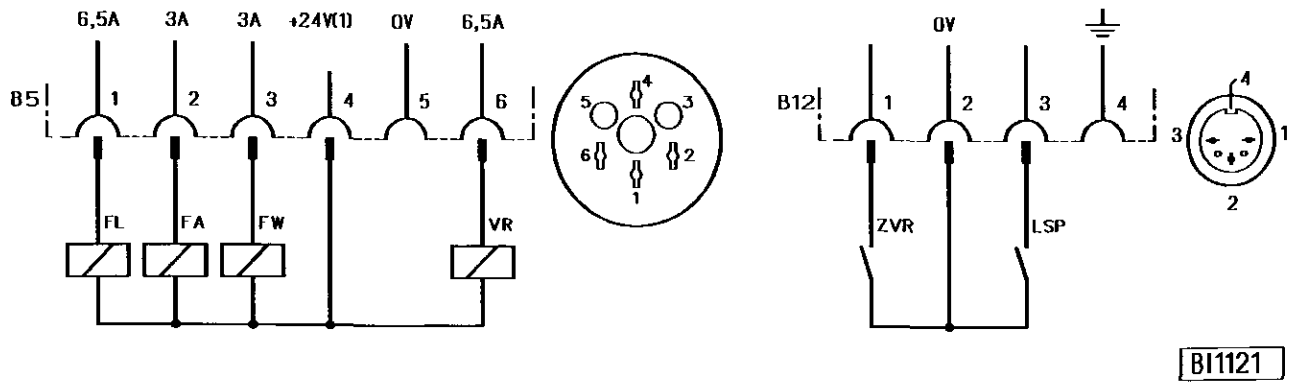 6,5A 3A 3A +24V(1) 0V 6,5A
B5 1 2 3 4 5 6
FL FA FW VR
4
5 3
6 2
1
0V
B12 1 2 3 4
ZVR LSP
4
3 1
2
BI1121